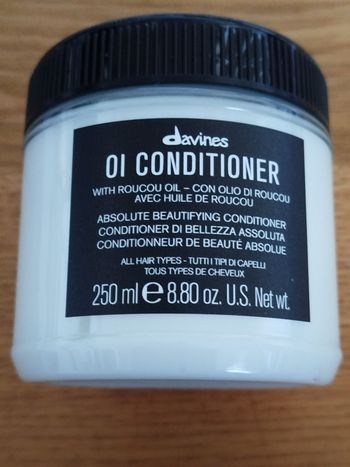 davines
OI CONDITIONER
WITH ROUCOU OIL – CON OLIO DI ROUCOU
AVEC HUILE DE ROUCOU
ABSOLUTE BEAUTIFYING CONDITIONER
CONDITIONER DI BELLEZZA ASSOLUTA
CONDITIONNEUR DE BEAUTÉ ABSOLUE
ALL HAIR TYPES - TUTTI I TIPI DI CAPELLI
TOUS TYPES DE CHEVEUX
250 ml ℮ 8.80 oz. U.S. Net wt.